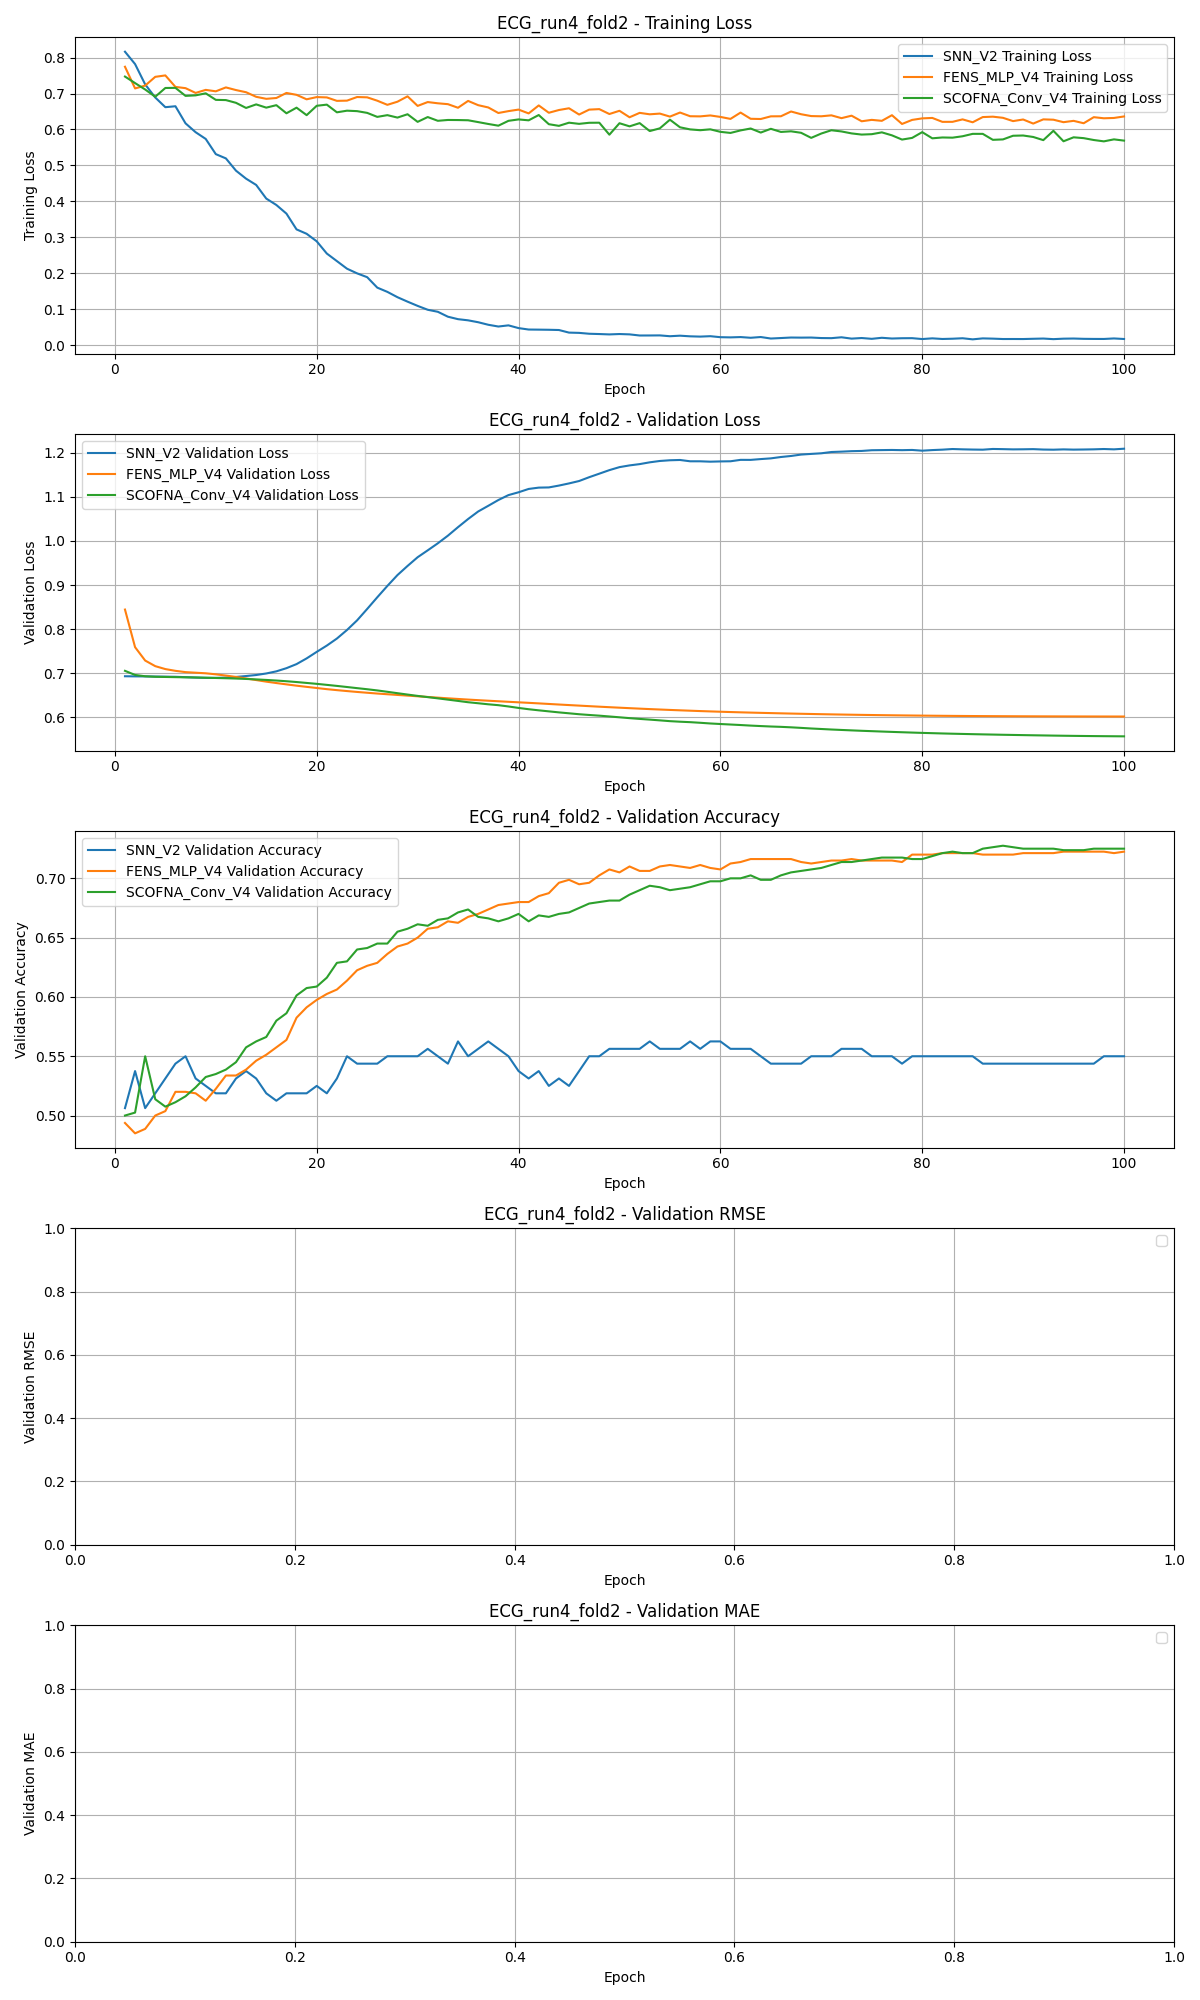 ECG_run4_fold2 - Training Loss
SNN_V2 Training Loss
FENS_MLP_V4 Training Loss
SCOFNA_Conv_V4 Training Loss
Training Loss
0.8
0.7
0.6
0.5
0.4
0.3
0.2
0.1
0.0
0 20 40 60 80 100
Epoch
ECG_run4_fold2 - Validation Loss
SNN_V2 Validation Loss
FENS_MLP_V4 Validation Loss
SCOFNA_Conv_V4 Validation Loss
Validation Loss
1.2
1.1
1.0
0.9
0.8
0.7
0.6
0 20 40 60 80 100
Epoch
ECG_run4_fold2 - Validation Accuracy
SNN_V2 Validation Accuracy
FENS_MLP_V4 Validation Accuracy
SCOFNA_Conv_V4 Validation Accuracy
Validation Accuracy
0.70
0.65
0.60
0.55
0.50
0 20 40 60 80 100
Epoch
ECG_run4_fold2 - Validation RMSE
Validation RMSE
1.0
0.8
0.6
0.4
0.2
0.0
0.0 0.2 0.4 0.6 0.8 1.0
Epoch
ECG_run4_fold2 - Validation MAE
Validation MAE
1.0
0.8
0.6
0.4
0.2
0.0
0.0 0.2 0.4 0.6 0.8 1.0
Epoch